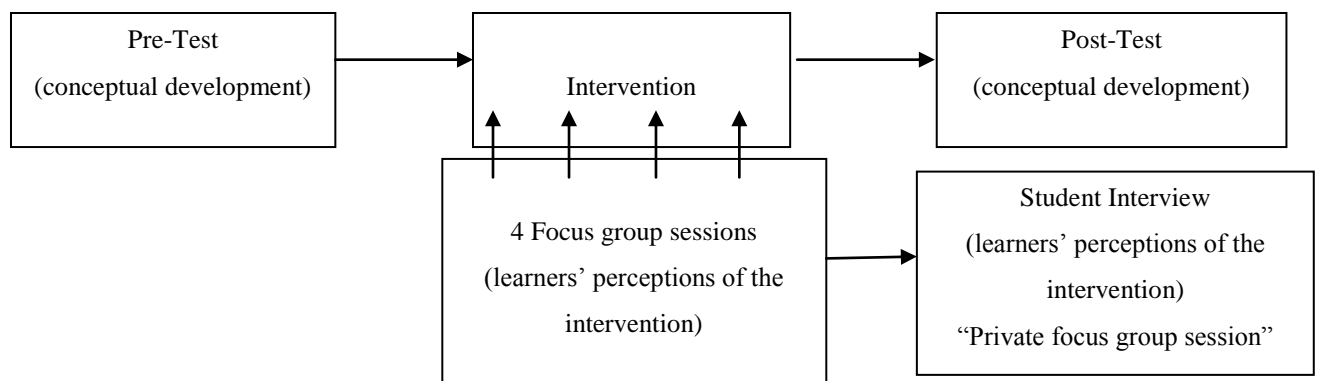 Pre-Test
(conceptual development)
Intervention
Post-Test
(conceptual development)
4 Focus group sessions
(learners’ perceptions of the
intervention)
Student Interview
(learners’ perceptions of the
intervention)
“Private focus group session”